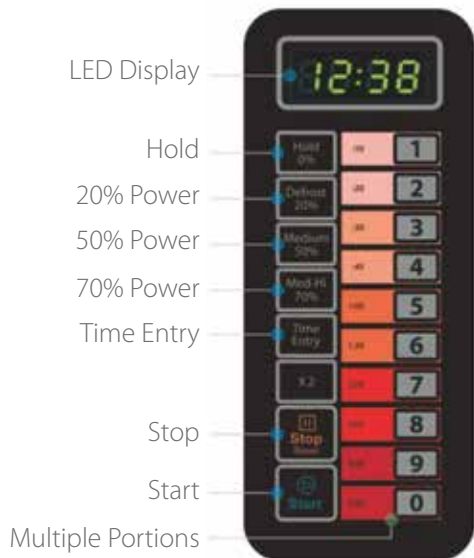 LED Display
12:38
Hold
Hold 0%
1
20% Power
Defrost 20%
2
50% Power
Medium 50%
3
70% Power
Med-Hi 70%
4
Time Entry
Time Entry
5
6
X2
7
Stop
Stop
8
Start
Start
9
0
Multiple Portions